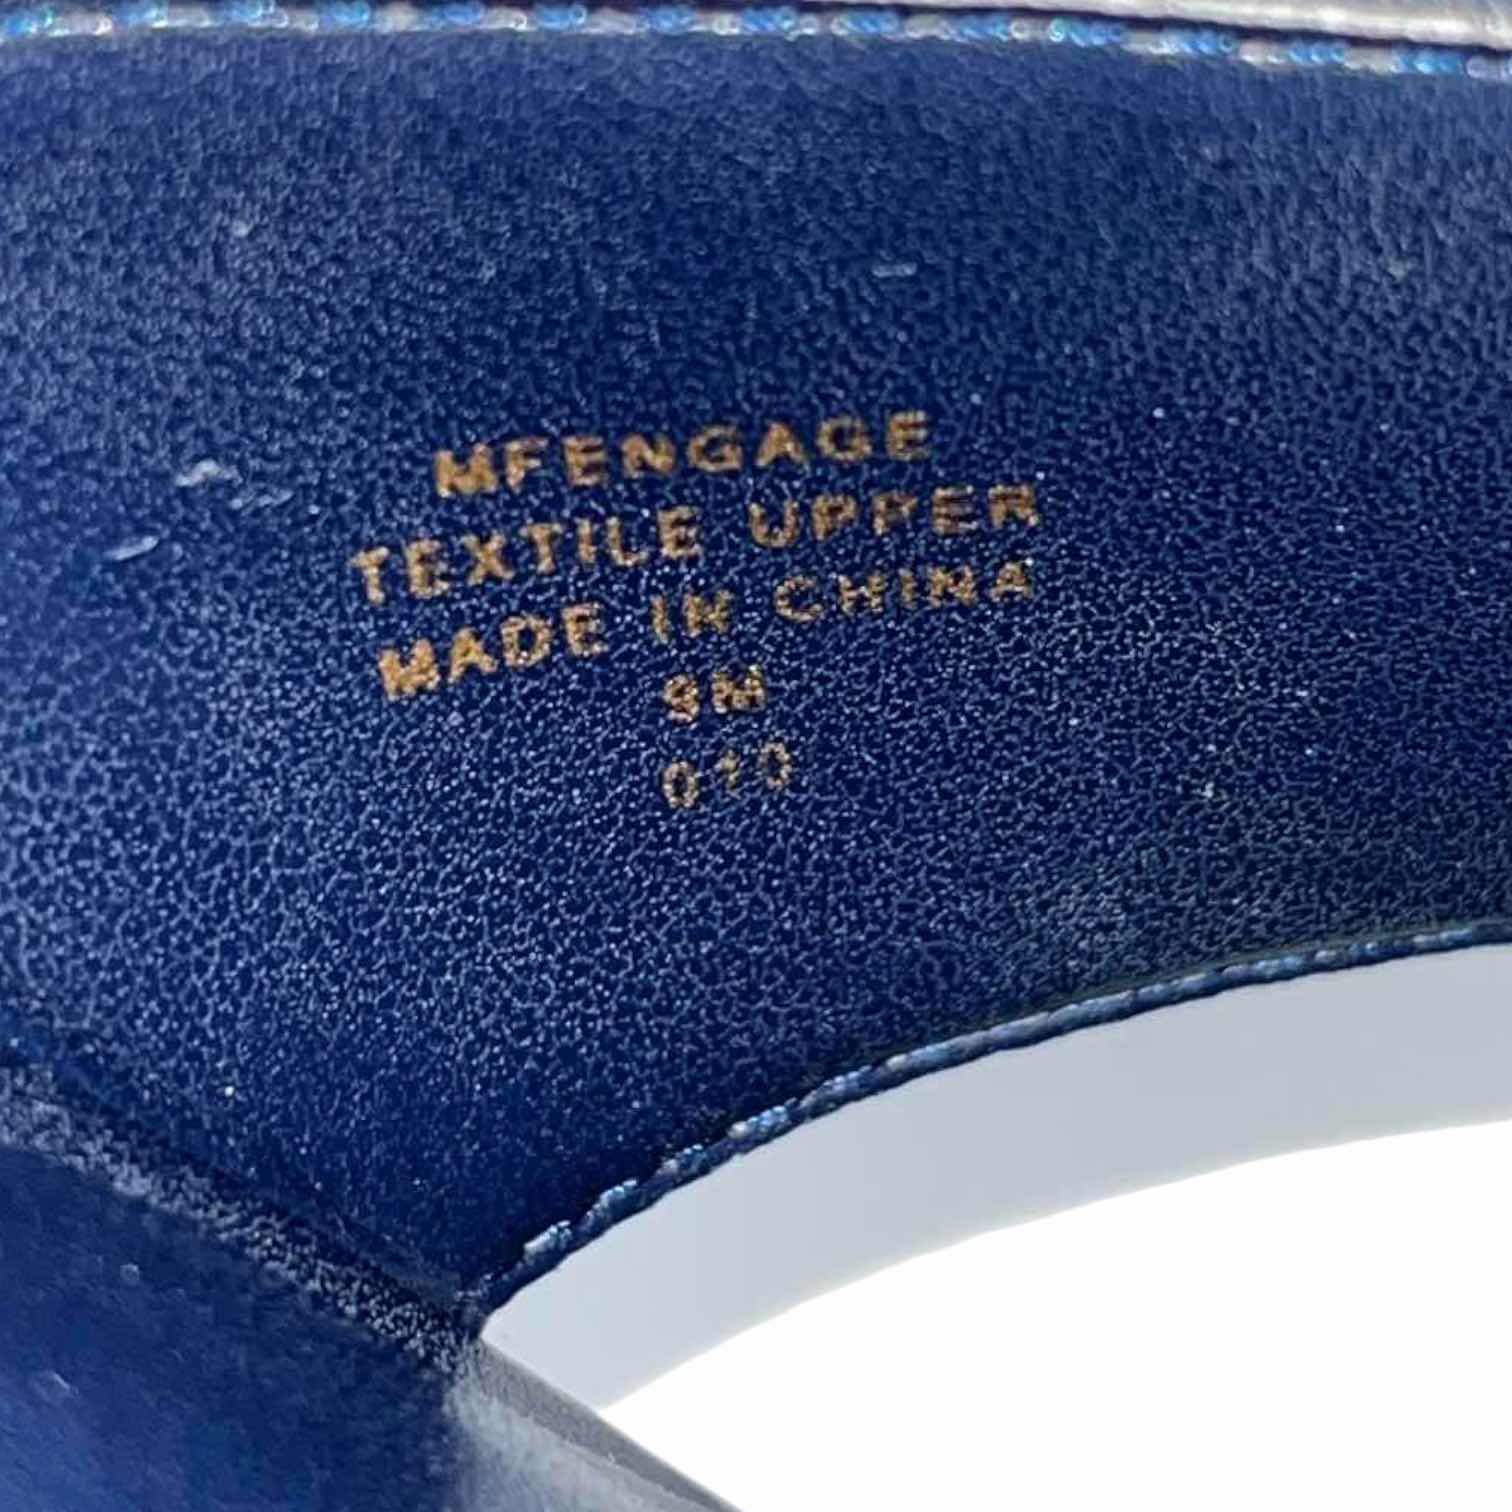 MFENGAGE
TEXTILE UPPER
MADE IN CHINA
9M
010